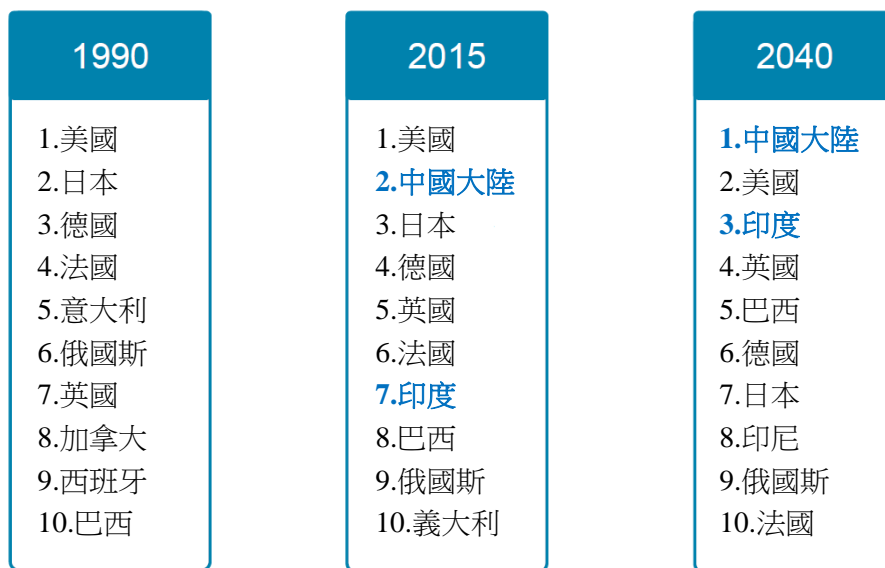 1990
1.美國
2.日本
3.德國
4.法國
5.意大利
6.俄國斯
7.英國
8.加拿大
9.西班牙
10.巴西
2015
1.美國
2.中國大陸
3.日本
4.德國
5.英國
6.法國
7.印度
8.巴西
9.俄國斯
10.義大利
2040
1.中國大陸
2.美國
3.印度
4.英國
5.巴西
6.德國
7.日本
8.印尼
9.俄國斯
10.法國